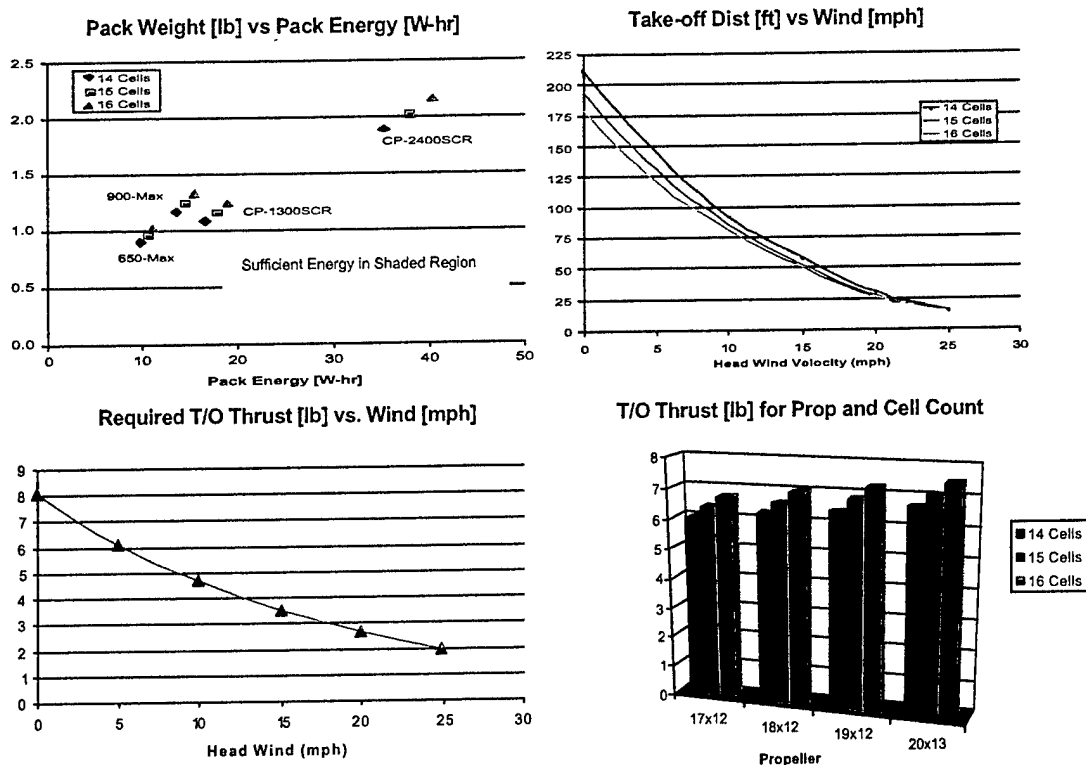 Pack Weight [lb] vs Pack Energy [W-hr]
2.5
2.0
1.5
1.0
0.5
0.0
14 Cells
15 Cells
16 Cells
CP-2400SCR
900-Max
CP-1300SCR
650-Max
Sufficient Energy in Shaded Region
0 10 20 30 40 50
Pack Energy [W-hr]
Take-off Dist [ft] vs Wind [mph]
225
200
175
150
125
100
75
50
25
0
14 Cells
15 Cells
16 Cells
0 5 10 15 20 25 30
Head Wind Velocity (mph)
Required T/O Thrust [lb] vs. Wind [mph]
9
8
7
6
5
4
3
2
1
0
0 5 10 15 20 25 30
Head Wind (mph)
T/O Thrust [lb] for Prop and Cell Count
8
7
6
5
4
3
2
1
0
17x12 18x12 19x12 20x13
Propeller
14 Cells
15 Cells
16 Cells